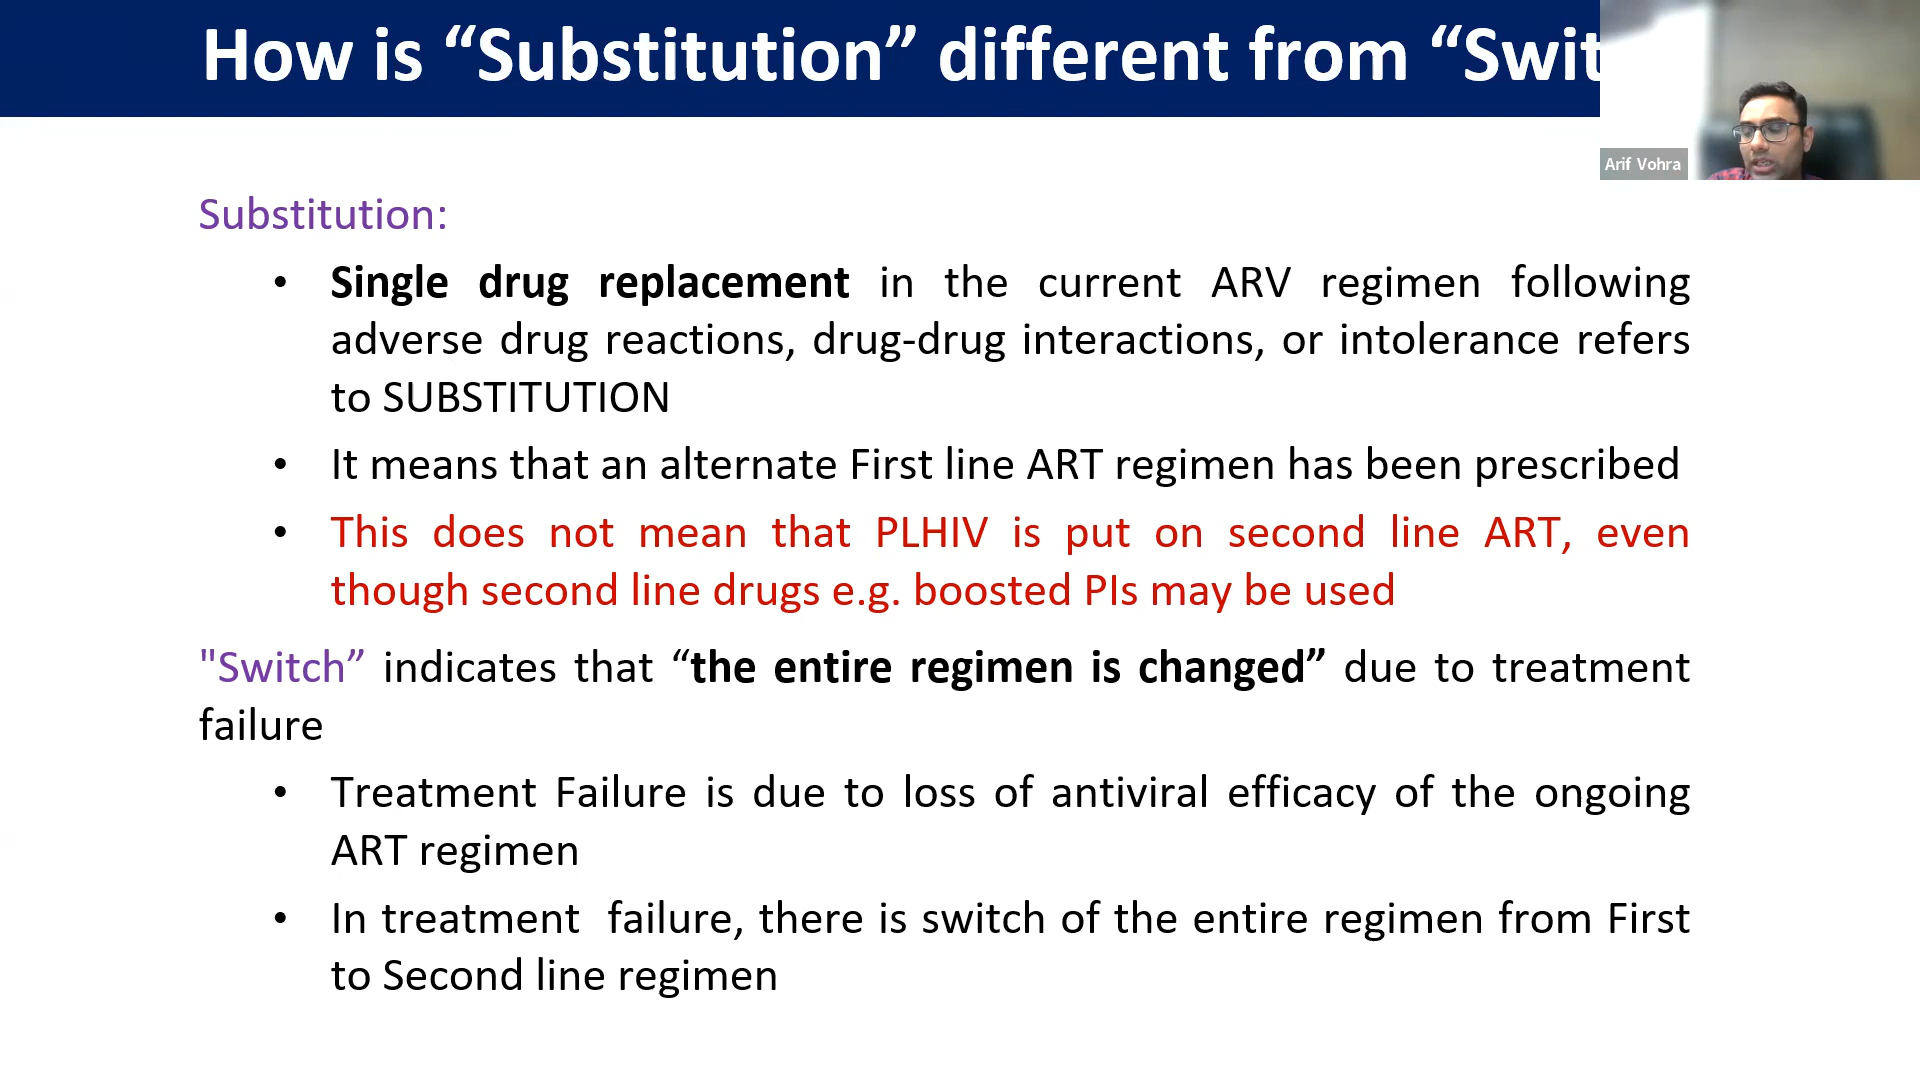 How is “Substitution” different from “Swit
Arif Vohra
Substitution:
• Single drug replacement in the current ARV regimen following
adverse drug reactions, drug-drug interactions, or intolerance refers
to SUBSTITUTION
• It means that an alternate First line ART regimen has been prescribed
• This does not mean that PLHIV is put on second line ART, even
though second line drugs e.g. boosted PIs may be used
"Switch” indicates that “the entire regimen is changed” due to treatment
failure
• Treatment Failure is due to loss of antiviral efficacy of the ongoing
ART regimen
• In treatment failure, there is switch of the entire regimen from First
to Second line regimen